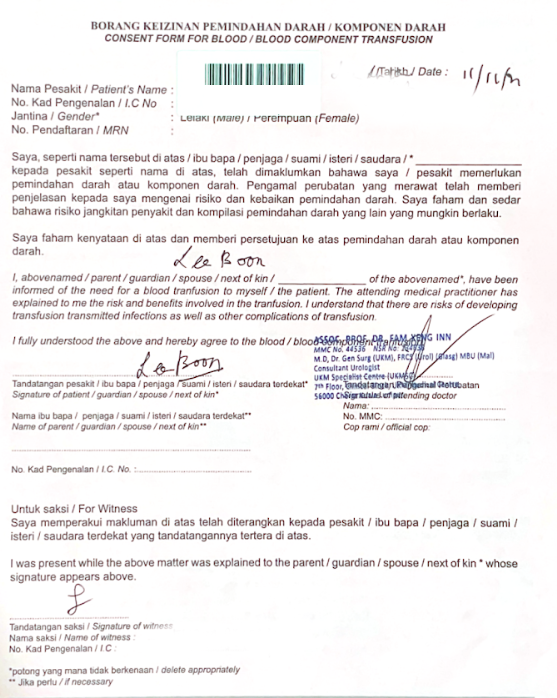 BORANG KEIZINAN PEMINDAHAN DARAH / KOMPONEN DARAH
CONSENT FORM FOR BLOOD / BLOOD COMPONENT TRANSFUSION
/Tarikh / Date :
Nama Pesakit / Patient's Name :
No. Kad Pengenalan / I.C No :
Jantina / Gender* : Lelaki (Male) / Perempuan (Female)
No. Pendaftaran / MRN :
Saya, seperti nama tersebut di atas / ibu bapa / penjaga / suami / isteri / saudara / *
kepada pesakit seperti nama di atas, telah dimaklumkan bahawa saya / pesakit memerlukan
pemindahan darah atau komponen darah. Pengamal perubatan yang merawat telah memberi
penjelasan kepada saya mengenai risiko dan kebaikan pemindahan darah. Saya faham dan sedar
bahawa risiko jangkitan penyakit dan kompilasi pemindahan darah yang lain yang mungkin berlaku.
Saya faham kenyataan di atas dan memberi persetujuan ke atas pemindahan darah atau komponen
darah.
Lee Boon
I, abovenamed / parent / guardian / spouse / next of kin / of the abovenamed*, have been
informed of the need for a blood tranfusion to myself / the patient. The attending medical practitioner has
explained to me the risk and benefits involved in the tranfusion. I understand that there are risks of developing
transfusion transmitted infections as well as other complications of transfusion.
I fully understood the above and hereby agree to the blood / blood component tranfusion.
ASSOC. PROF. DR. FAM XENG INN
MMC No. 44536 NSR No.
M.D, Dr. Gen Surg (UKM), FRCS (Urol) (Glasg) MBU (Mal)
Consultant Urologist
UKM Specialist Centre (UKMSC)
7th Floor,
56000
Lee Boon
Tandatangan pesakit / ibu bapa / penjaga / suami / isteri / saudara terdekat*
Signature of patient / guardian / spouse / next of kin*
Tandatangan Pengamal Perubatan
Signature of attending doctor
Nama:
No. MMC:
Cop rami / official cop:
Nama ibu bapa / penjaga / suami / isteri / saudara terdekat**
Name of parent / guardian / spouse / next of kin**
No. Kad Pengenalan / I.C. No. :
Untuk saksi / For Witness
Saya memperakui makluman di atas telah diterangkan kepada pesakit / ibu bapa / penjaga / suami /
isteri / saudara terdekat yang tandatangannya tertera di atas.
I was present while the above matter was explained to the parent / guardian / spouse / next of kin * whose
signature appears above.
Tandatangan saksi / Signature of witness
Nama saksi / Name of witness :
No. Kad Pengenalan / I.C :
*potong yang mana tidak berkenaan / delete appropriately
** Jika perlu / if necessary